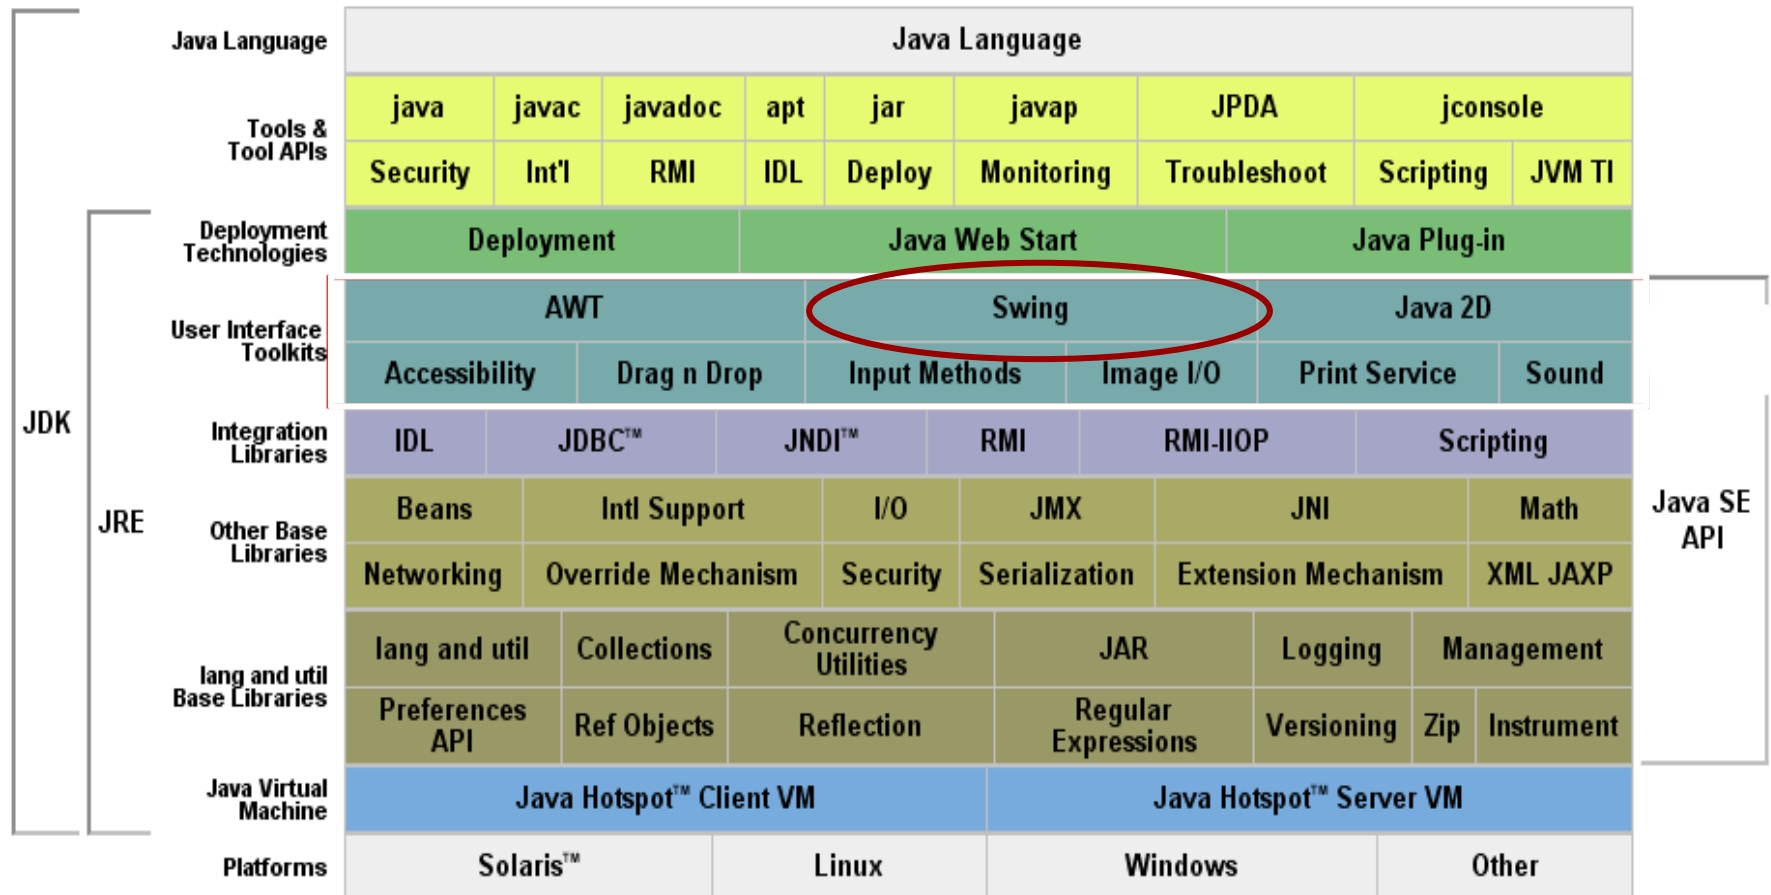 Java Language
Java Language
Tools &
Tool APIs
java javac javadoc apt jar javap JPDA jconsole
Security Int'l RMI IDL Deploy Monitoring Troubleshoot Scripting JVM TI
Deployment
Technologies
Deployment Java Web Start Java Plug-in
User Interface
Toolkits
AWT Swing Java 2D
Accessibility Drag n Drop Input Methods Image I/O Print Service Sound
JDK
Integration
Libraries
IDL JDBC™ JNDI™ RMI RMI-IIOP Scripting
JRE
Other Base
Libraries
Beans Intl Support I/O JMX JNI Math
Networking Override Mechanism Security Serialization Extension Mechanism XML JAXP
Java SE
API
lang and util
Base Libraries
lang and util Collections Concurrency
Utilities JAR Logging Management
Preferences
API Ref Objects Reflection Regular
Expressions Versioning Zip Instrument
Java Virtual
Machine
Java Hotspot™ Client VM Java Hotspot™ Server VM
Platforms
Solaris™ Linux Windows Other